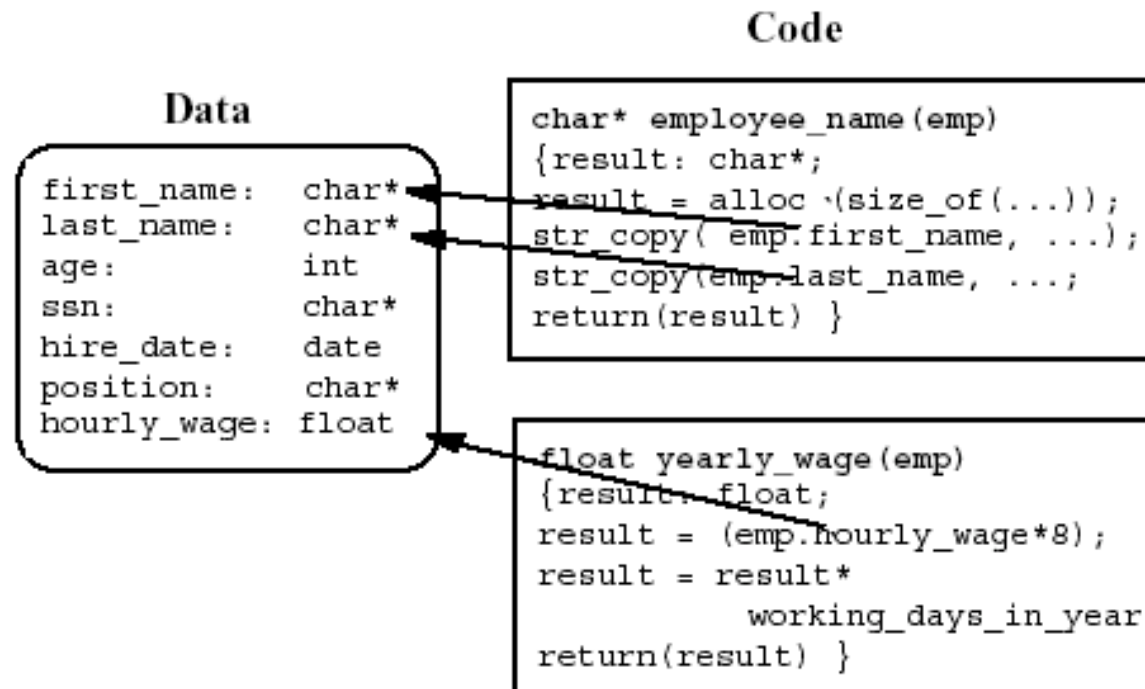 Data
first_name: char*
last_name: char*
age: int
ssn: char*
hire_date: date
position: char*
hourly_wage: float
Code
char* employee_name(emp)
{result: char*;
result = alloc (size_of(...));
str_copy( emp.first_name, ...);
str_copy(emp.last_name, ...;
return(result) }
float yearly_wage(emp)
{result: float;
result = (emp.hourly_wage*8);
result = result*
working_days_in_year
return(result) }